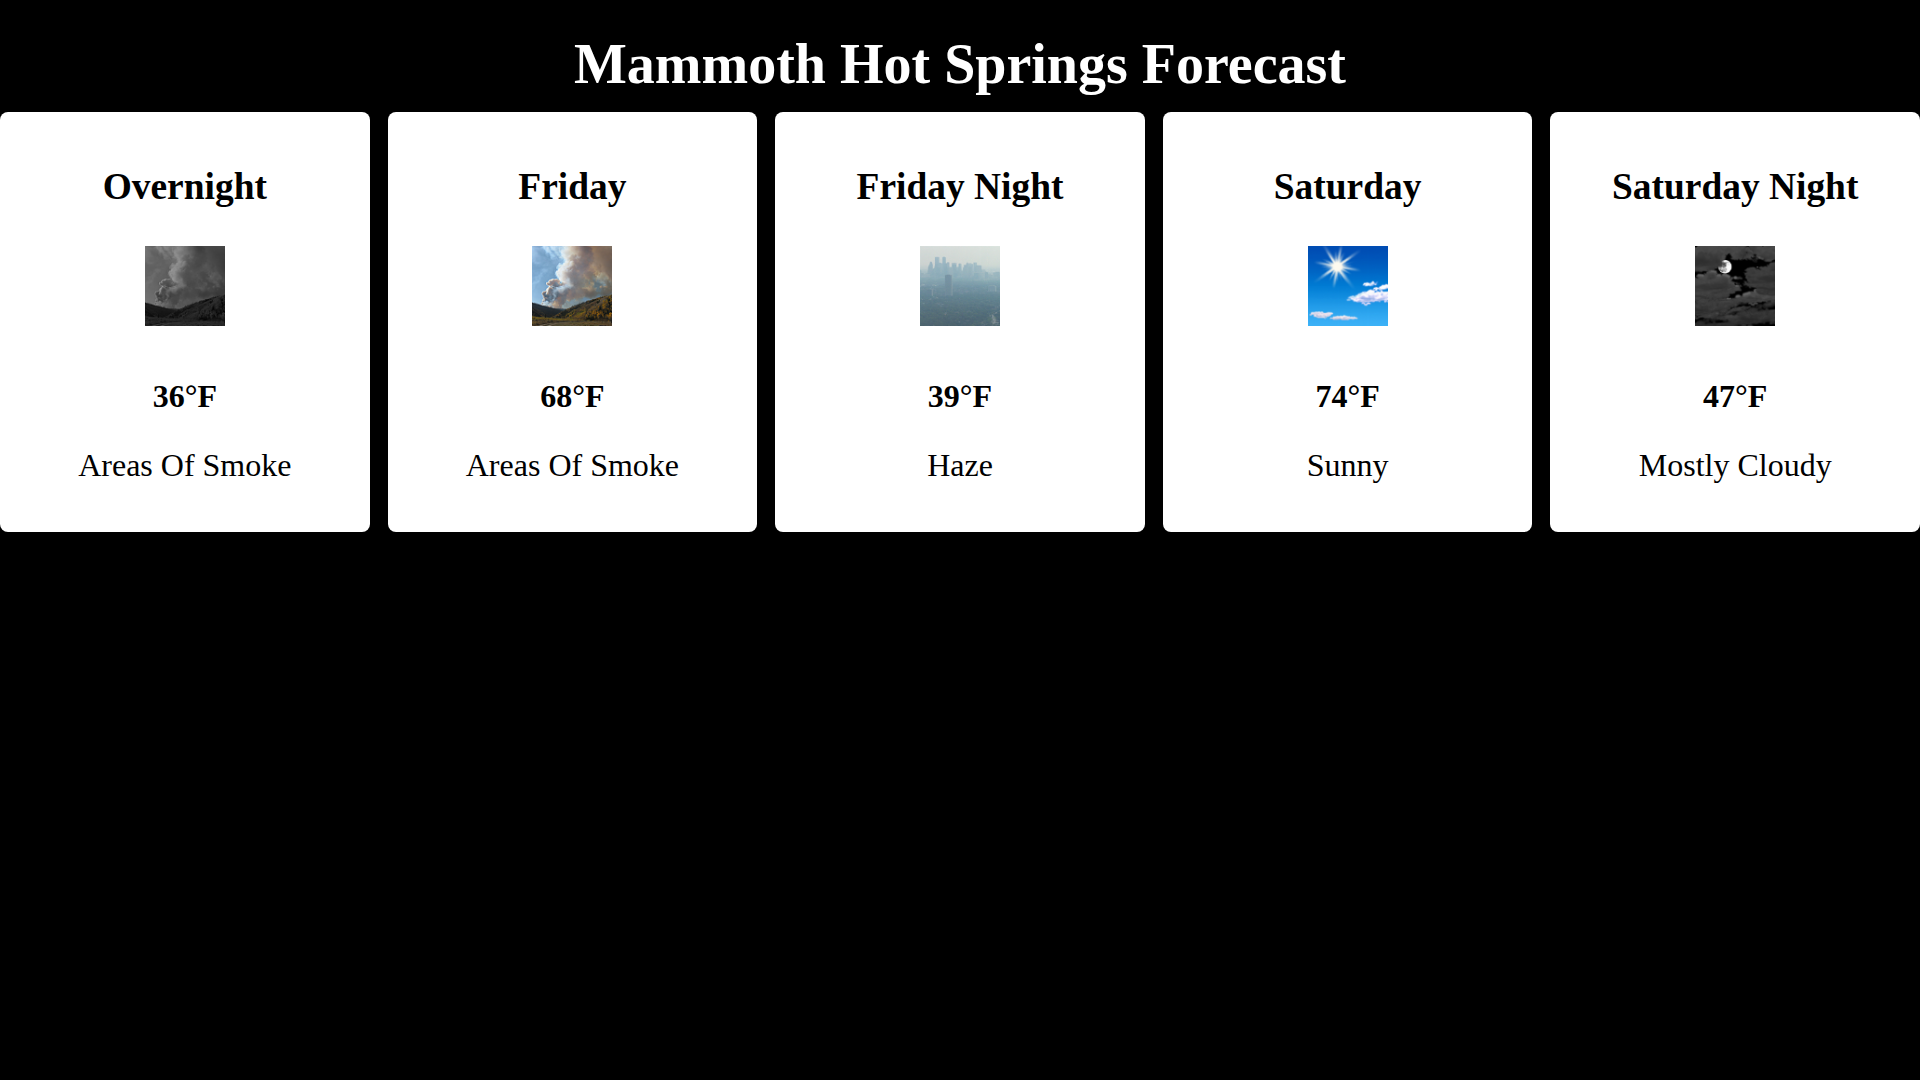 Mammoth Hot Springs Forecast
Overnight
36°F
Areas Of Smoke
Friday
68°F
Areas Of Smoke
Friday Night
39°F
Haze
Saturday
74°F
Sunny
Saturday Night
47°F
Mostly Cloudy